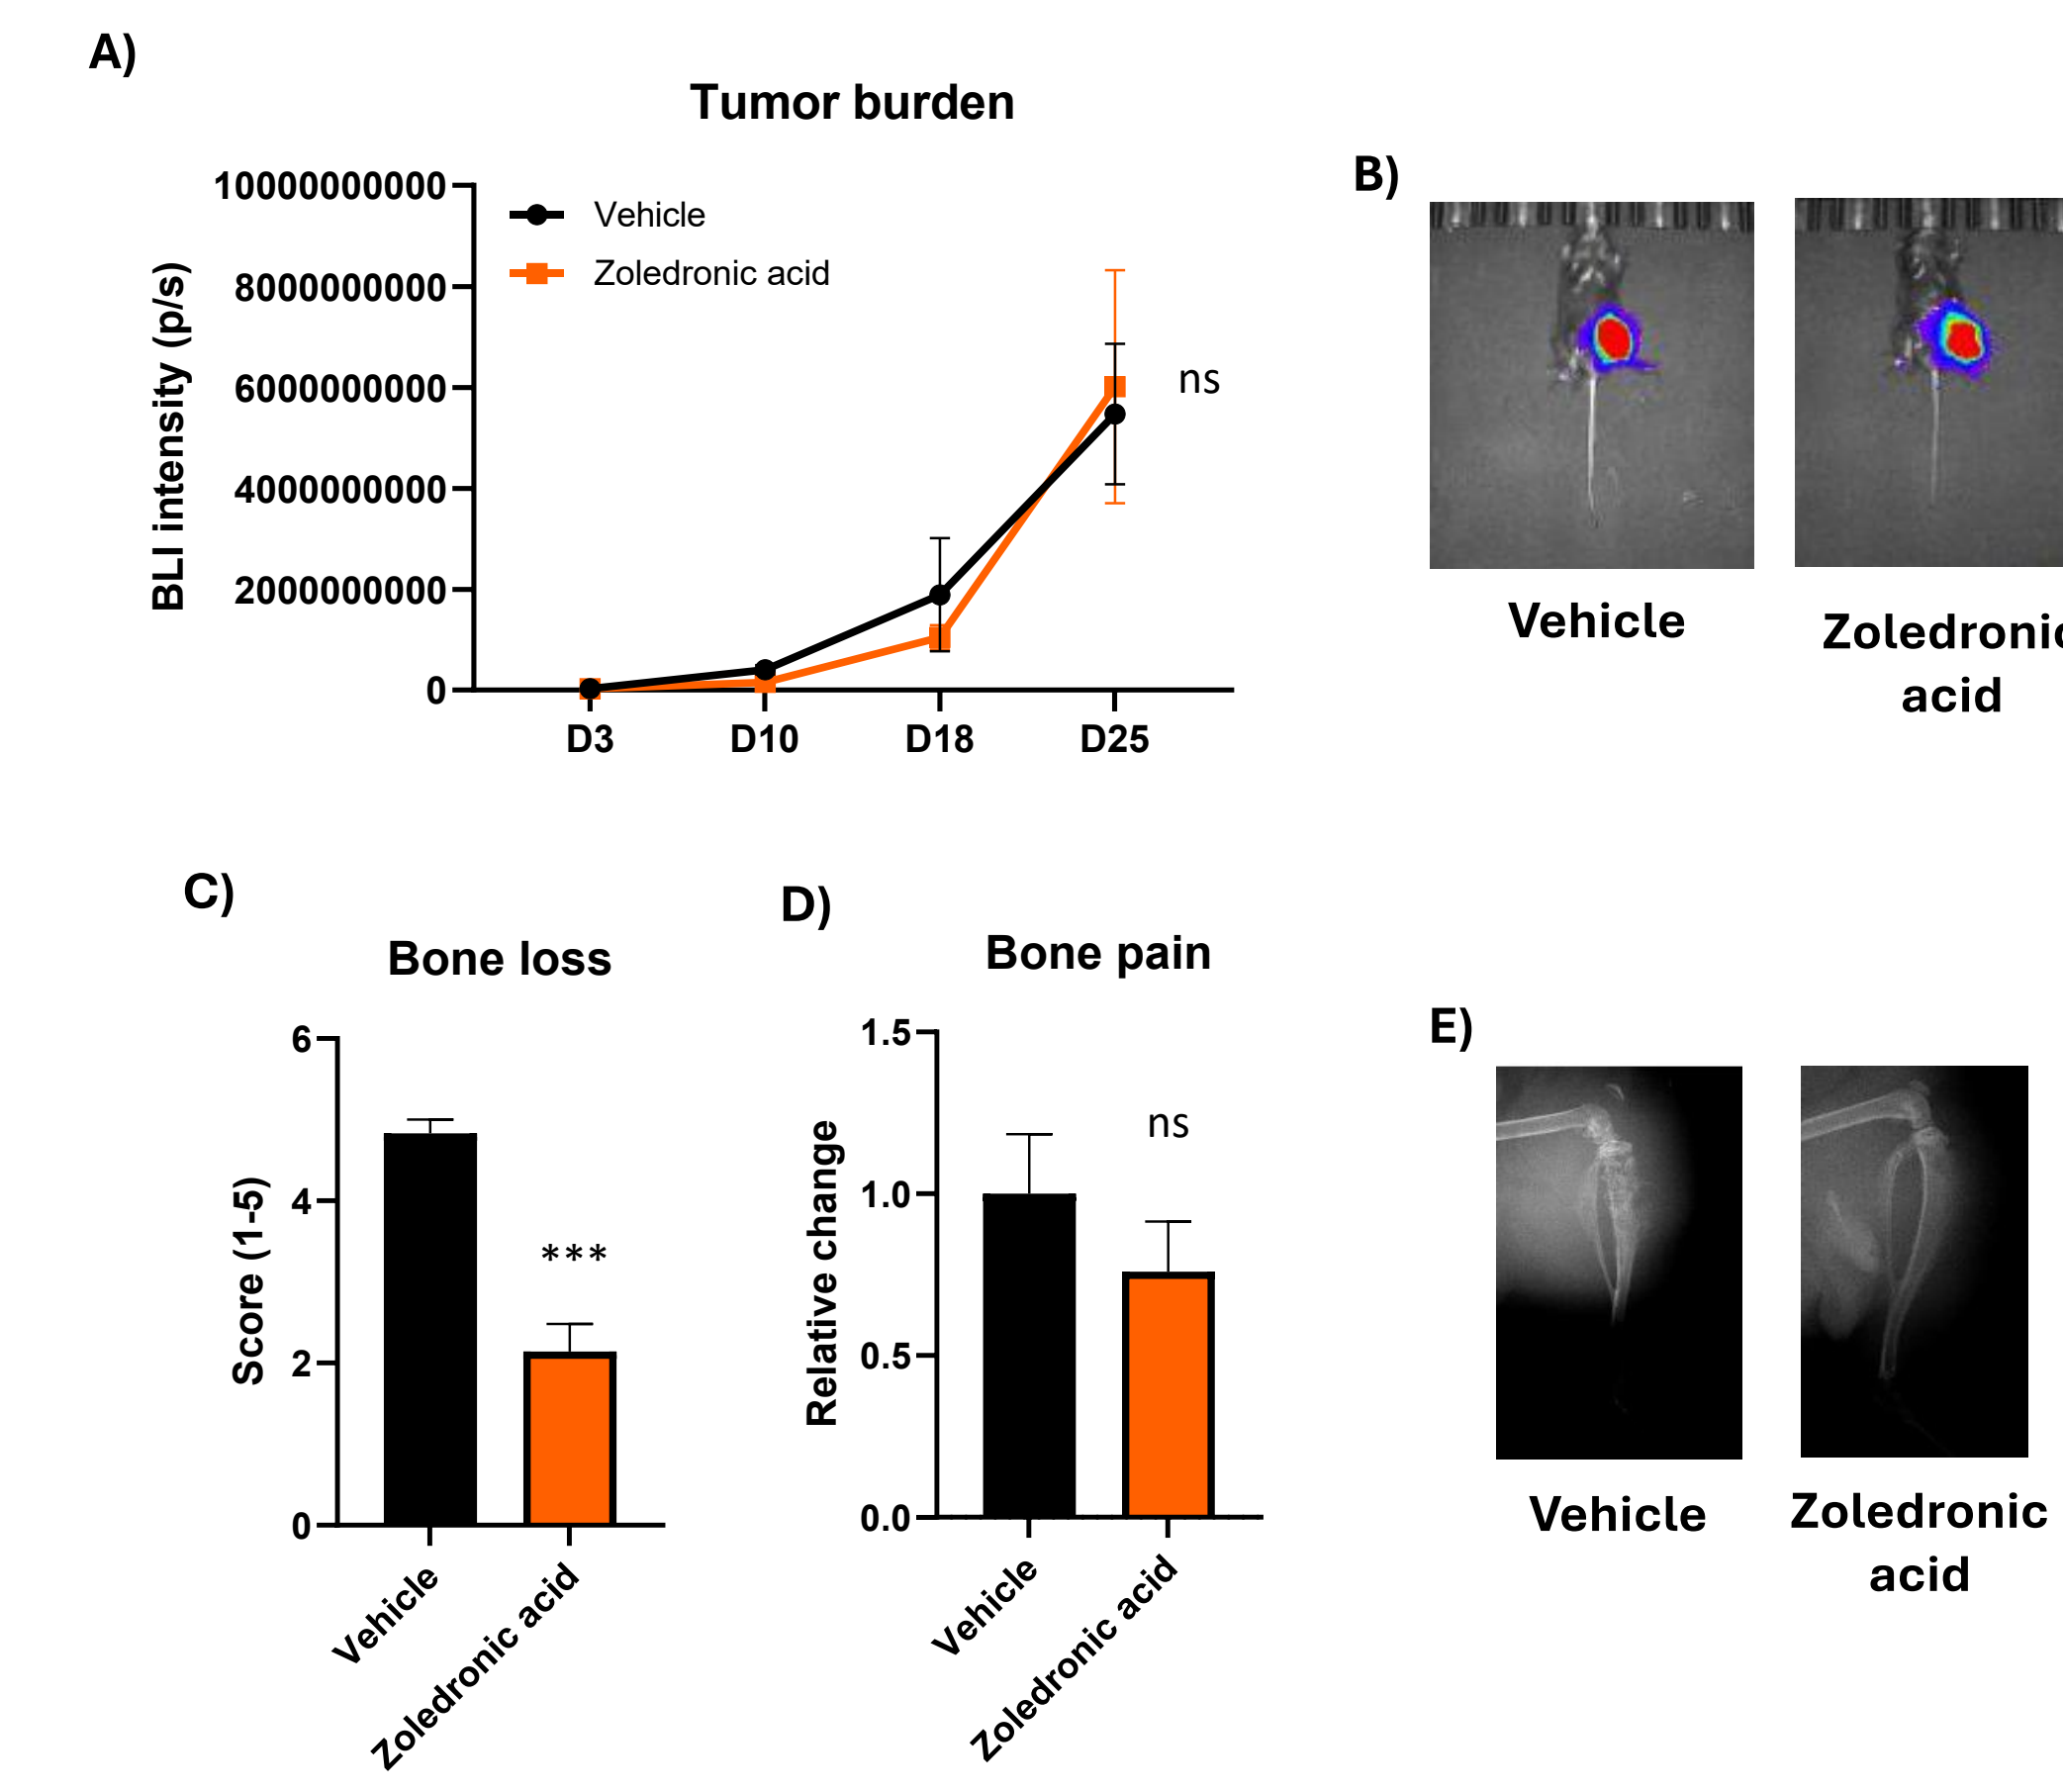 A)
Tumor burden
10000000000
8000000000
6000000000
4000000000
2000000000
0
BLI intensity (p/s)
Vehicle
Zoledronic acid
ns
D3
D10
D18
D25
B)
Vehicle
Zoledronic
acid
C)
Bone loss
6
4
2
0
Score (1-5)
***
Vehicle
Zoledronic acid
D)
Bone pain
1.5
1.0
0.5
0.0
Relative change
ns
Vehicle
Zoledronic acid
E)
Vehicle
Zoledronic
acid